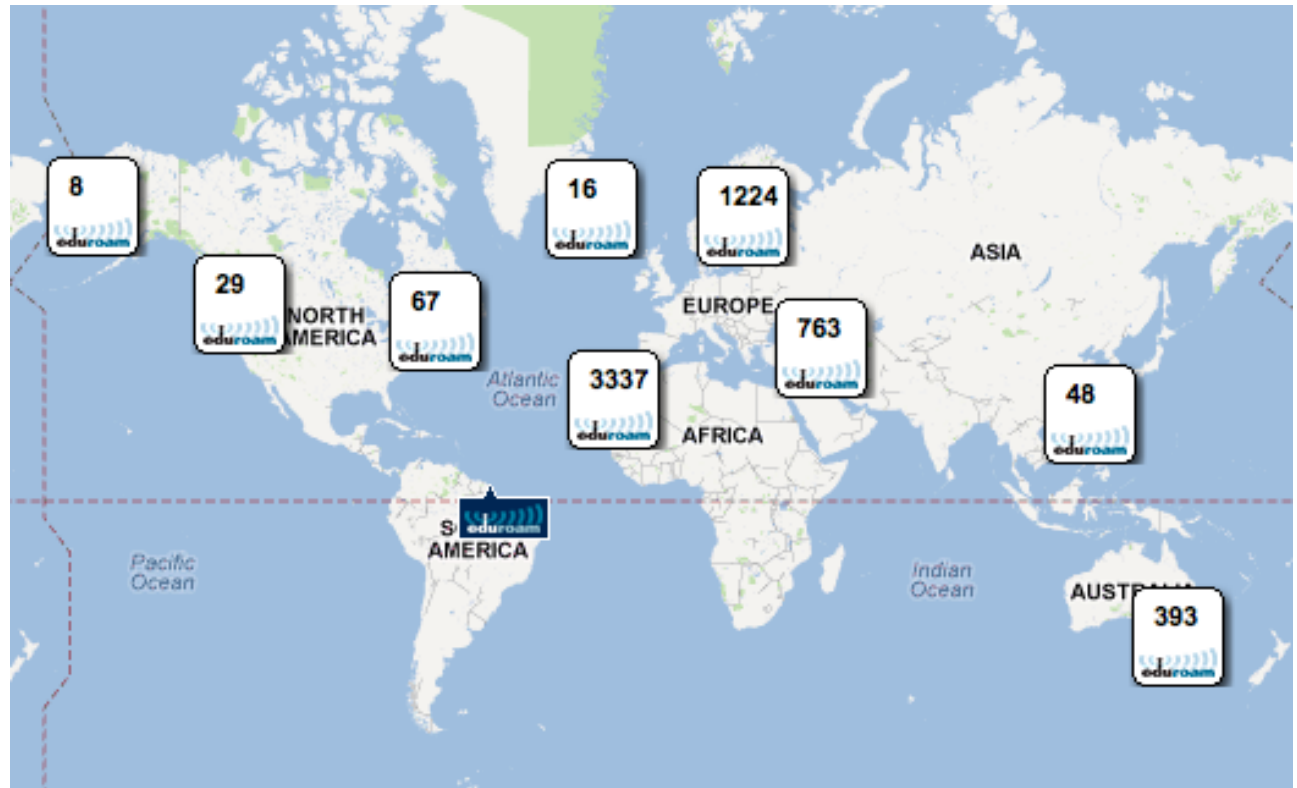 8
eduroam
16
eduroam
1224
eduroam
29
eduroam
NORTH
AMERICA
67
eduroam
ASIA
EUROPE
763
eduroam
Atlantic
Ocean
3337
eduroam
AFRICA
48
eduroam
eduroam
AMERICA
Pacific
Ocean
Indian
Ocean
393
eduroam